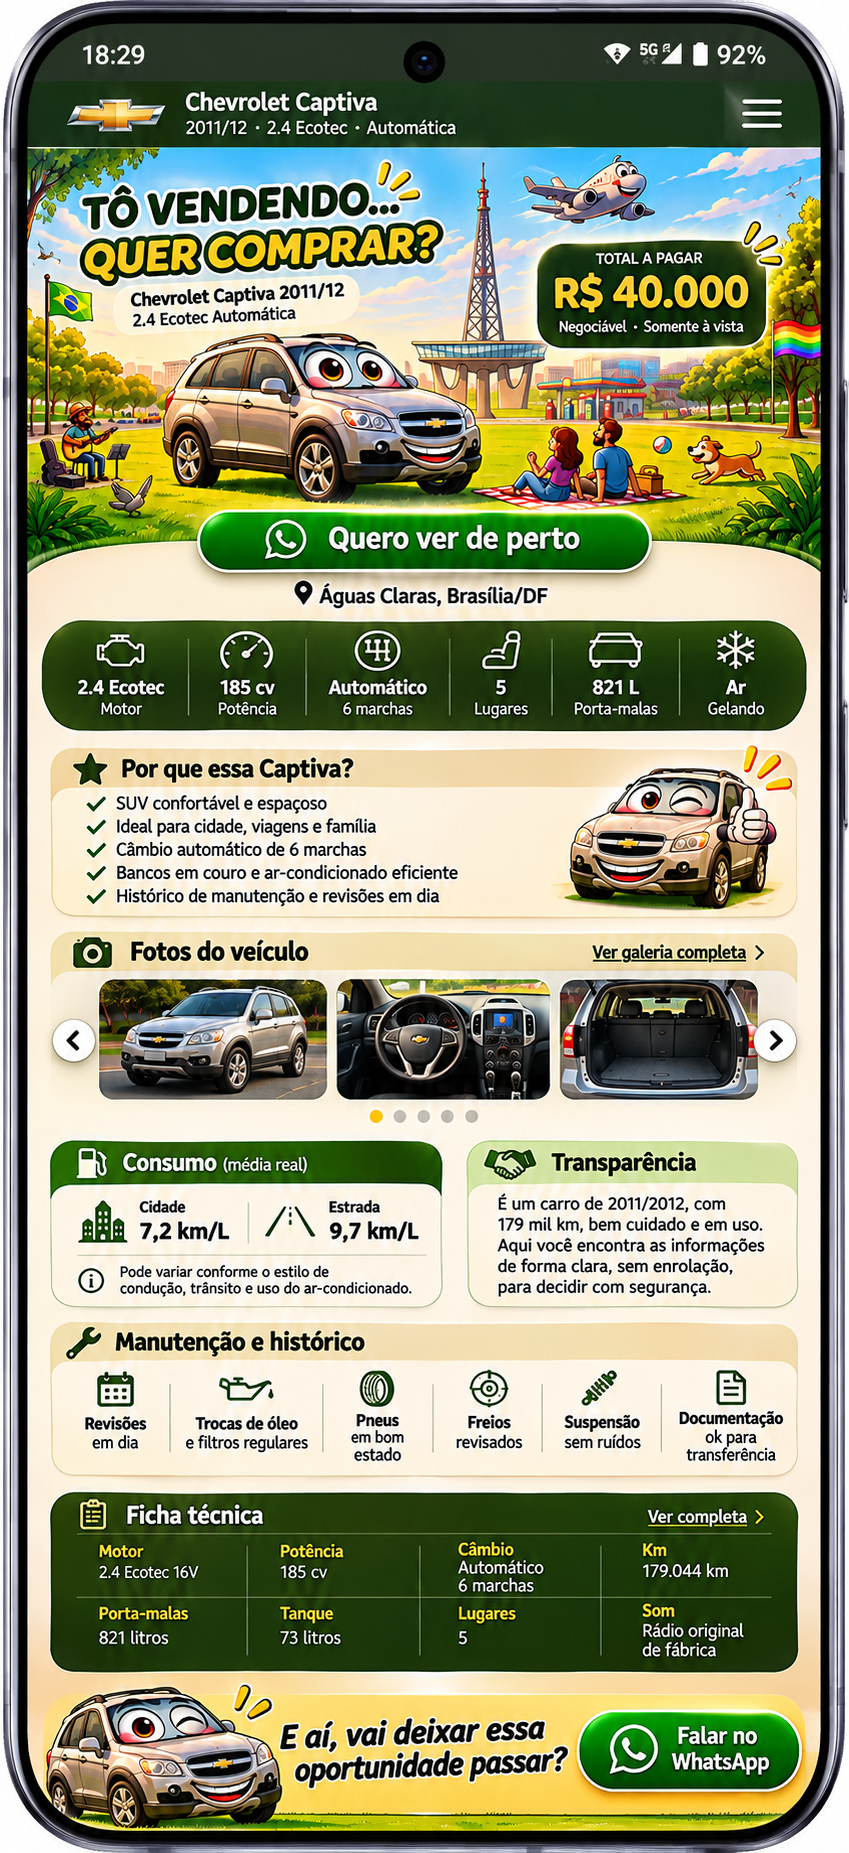 18:29
5G
92%
Chevrolet Captiva
2011/12 · 2.4 Ecotec · Automática
TÔ VENDENDO...
QUER COMPRAR?
Chevrolet Captiva 2011/12
2.4 Ecotec Automática
TOTAL A PAGAR
R$ 40.000
Negociável · Somente à vista
Quero ver de perto
Águas Claras, Brasília/DF
2.4 Ecotec
Motor
185 cv
Potência
Automático
6 marchas
5
Lugares
821 L
Porta-malas
Ar
Gelando
Por que essa Captiva?
SUV confortável e espaçoso
Ideal para cidade, viagens e família
Câmbio automático de 6 marchas
Bancos em couro e ar-condicionado eficiente
Histórico de manutenção e revisões em dia
Fotos do veículo
Ver galeria completa
Consumo (média real)
Cidade
7,2 km/L
Estrada
9,7 km/L
Pode variar conforme o estilo de
condução, trânsito e uso do ar-condicionado.
Transparência
É um carro de 2011/2012, com
179 mil km, bem cuidado e em uso.
Aqui você encontra as informações
de forma clara, sem enrolação,
para decidir com segurança.
Manutenção e histórico
Revisões
em dia
Trocas de óleo
e filtros regulares
Pneus
em bom
estado
Freios
revisados
Suspensão
sem ruídos
Documentação
ok para
transferência
Ficha técnica
Ver completa
Motor
2.4 Ecotec 16V
Potência
185 cv
Câmbio
Automático
6 marchas
Km
179.044 km
Porta-malas
821 litros
Tanque
73 litros
Lugares
5
Som
Rádio original
de fábrica
E aí, vai deixar essa
oportunidade passar?
Falar no
WhatsApp